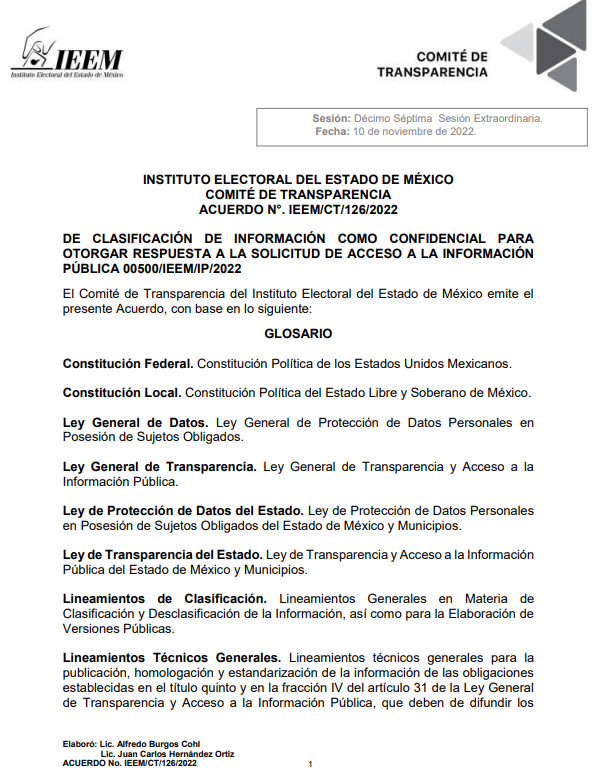 IEEM
Instituto Electoral del Estado de México
COMITÉ DE
TRANSPARENCIA
Sesión: Décimo Séptima Sesión Extraordinaria.
Fecha: 10 de noviembre de 2022.
INSTITUTO ELECTORAL DEL ESTADO DE MÉXICO
COMITÉ DE TRANSPARENCIA
ACUERDO N°. IEEM/CT/126/2022
DE CLASIFICACIÓN DE INFORMACIÓN COMO CONFIDENCIAL PARA
OTORGAR RESPUESTA A LA SOLICITUD DE ACCESO A LA INFORMACIÓN
PÚBLICA 00500/IEEM/IP/2022
El Comité de Transparencia del Instituto Electoral del Estado de México emite el
presente Acuerdo, con base en lo siguiente:
GLOSARIO
Constitución Federal. Constitución Política de los Estados Unidos Mexicanos.
Constitución Local. Constitución Política del Estado Libre y Soberano de México.
Ley General de Datos. Ley General de Protección de Datos Personales en
Posesión de Sujetos Obligados.
Ley General de Transparencia. Ley General de Transparencia y Acceso a la
Información Pública.
Ley de Protección de Datos del Estado. Ley de Protección de Datos Personales
en Posesión de Sujetos Obligados del Estado de México y Municipios.
Ley de Transparencia del Estado. Ley de Transparencia y Acceso a la Información
Pública del Estado de México y Municipios.
Lineamientos de Clasificación. Lineamientos Generales en Materia de
Clasificación y Desclasificación de la Información, así como para la Elaboración de
Versiones Públicas.
Lineamientos Técnicos Generales. Lineamientos técnicos generales para la
publicación, homologación y estandarización de la información de las obligaciones
establecidas en el título quinto y en la fracción IV del artículo 31 de la Ley General
de Transparencia y Acceso a la Información Pública, que deben de difundir los
Elaboró: Lic. Alfredo Burgos Cohl
Lic. Juan Carlos Hernández Ortiz
ACUERDO No. IEEM/CT/126/2022
1